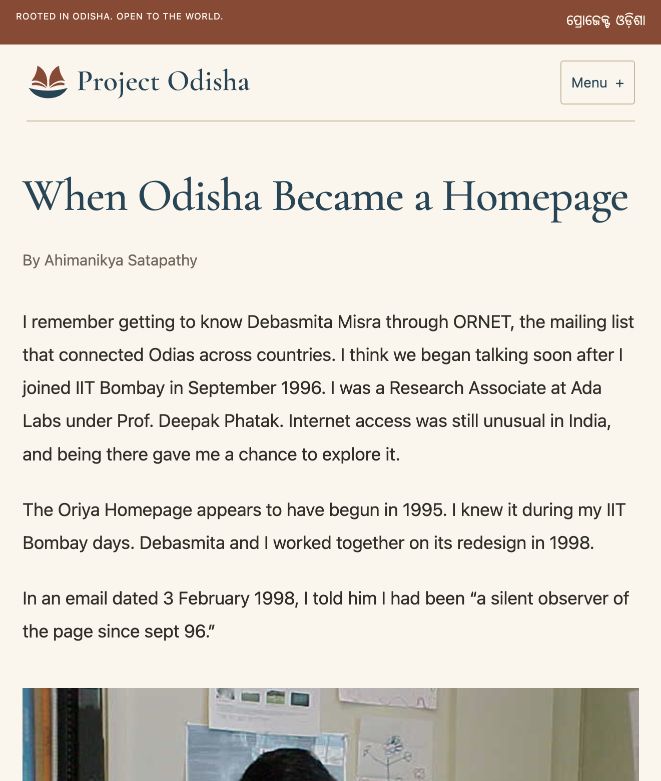 ROOTED IN ODISHA. OPEN TO THE WORLD.
ପ୍ରୋଜେକ୍ଟ ଓଡ଼ିଶା
Project Odisha
Menu +
When Odisha Became a Homepage
By Ahimanikya Satapathy
I remember getting to know Debasmita Misra through ORNET, the mailing list
that connected Odias across countries. I think we began talking soon after I
joined IIT Bombay in September 1996. I was a Research Associate at Ada
Labs under Prof. Deepak Phatak. Internet access was still unusual in India,
and being there gave me a chance to explore it.
The Oriya Homepage appears to have begun in 1995. I knew it during my IIT
Bombay days. Debasmita and I worked together on its redesign in 1998.
In an email dated 3 February 1998, I told him I had been “a silent observer of
the page since sept 96.”